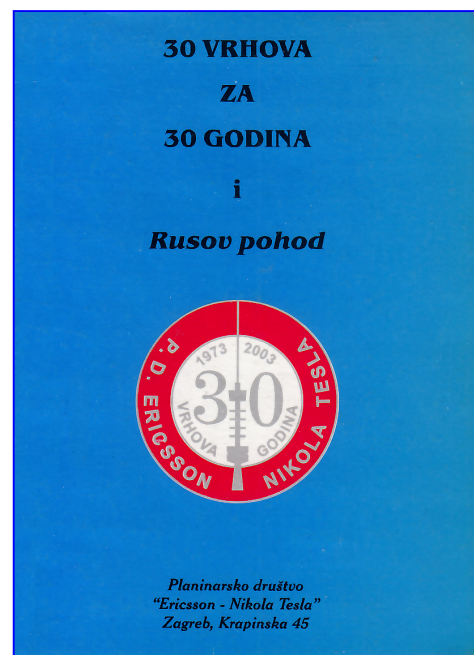 30 VRHOVA
ZA
30 GODINA
i
Rusov pohod
P. D. ERICSSON NIKOLA TESLA
1973 2003
30
VRHOVA GODINA
Planinarsko društvo
"Ericsson - Nikola Tesla"
Zagreb, Krapinska 45